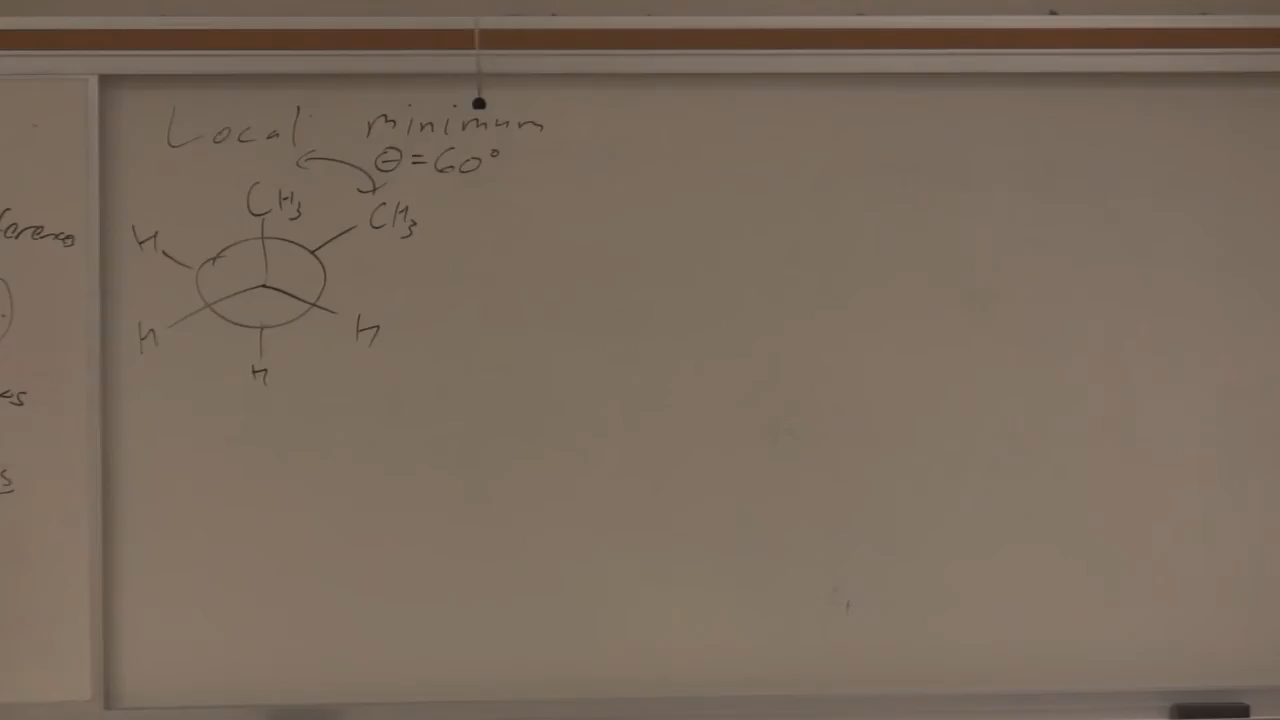 Local minimum
θ = 60°
CH3
CH3
H
H
H
H